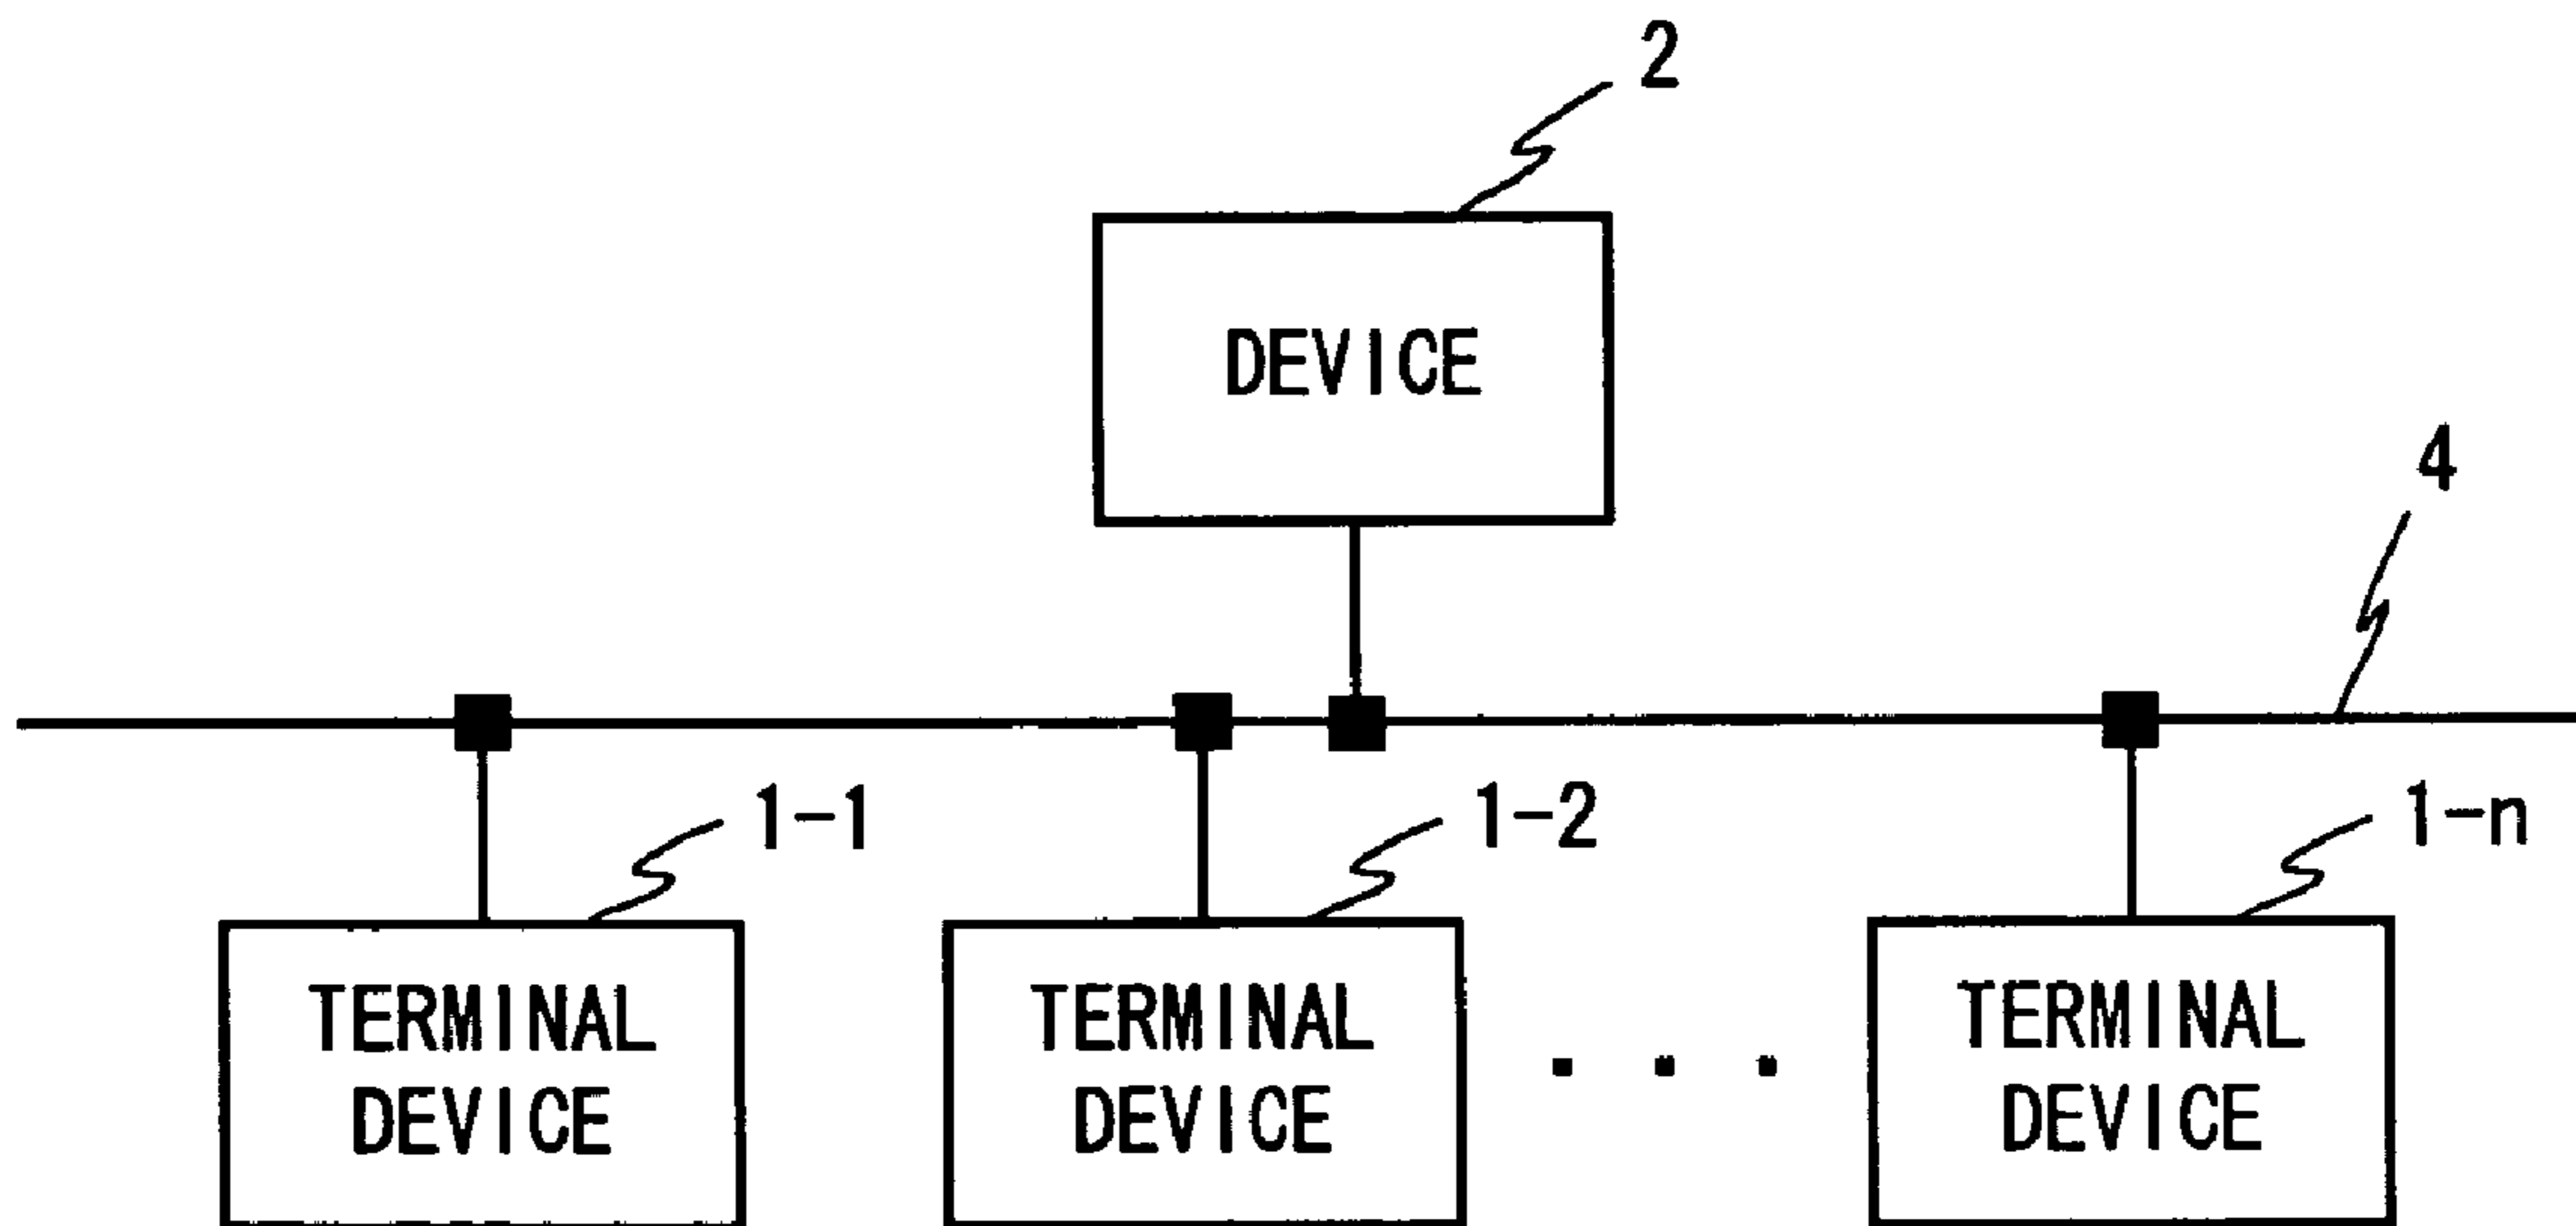 2
DEVICE
4
1-1
1-2
1-n
TERMINAL
DEVICE
TERMINAL
DEVICE
TERMINAL
DEVICE